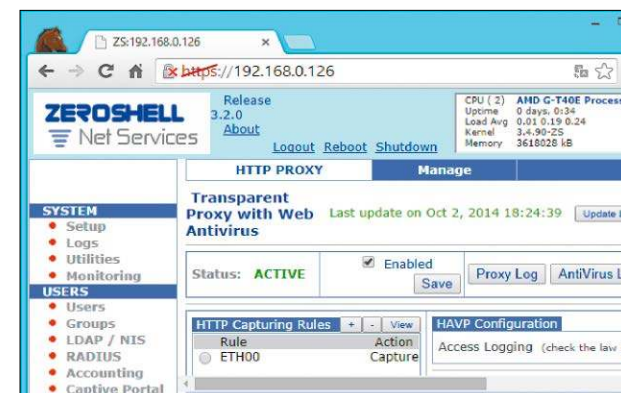 ZS:192.168.0.126
https://192.168.0.126
ZEROSHELL
Net Services
Release
3.2.0
About
Logout Reboot Shutdown
CPU ( 2) AMD G-T40E Process
Uptime 0 days, 0:34
Load Avg 0.01 0.19 0.24
Kernel 3.4.90-ZS
Memory 3618028 kB
HTTP PROXY Manage
SYSTEM
Setup
Logs
Utilities
Monitoring
USERS
Users
Groups
LDAP / NIS
RADIUS
Accounting
Captive Portal
Transparent
Proxy with Web
Antivirus
Last update on Oct 2, 2014 18:24:39
Update
Status: ACTIVE
Enabled
Save
Proxy Log
AntiVirus L
HTTP Capturing Rules + - View
Rule Action
ETH00 Capture
HAVP Configuration
Access Logging (check the law